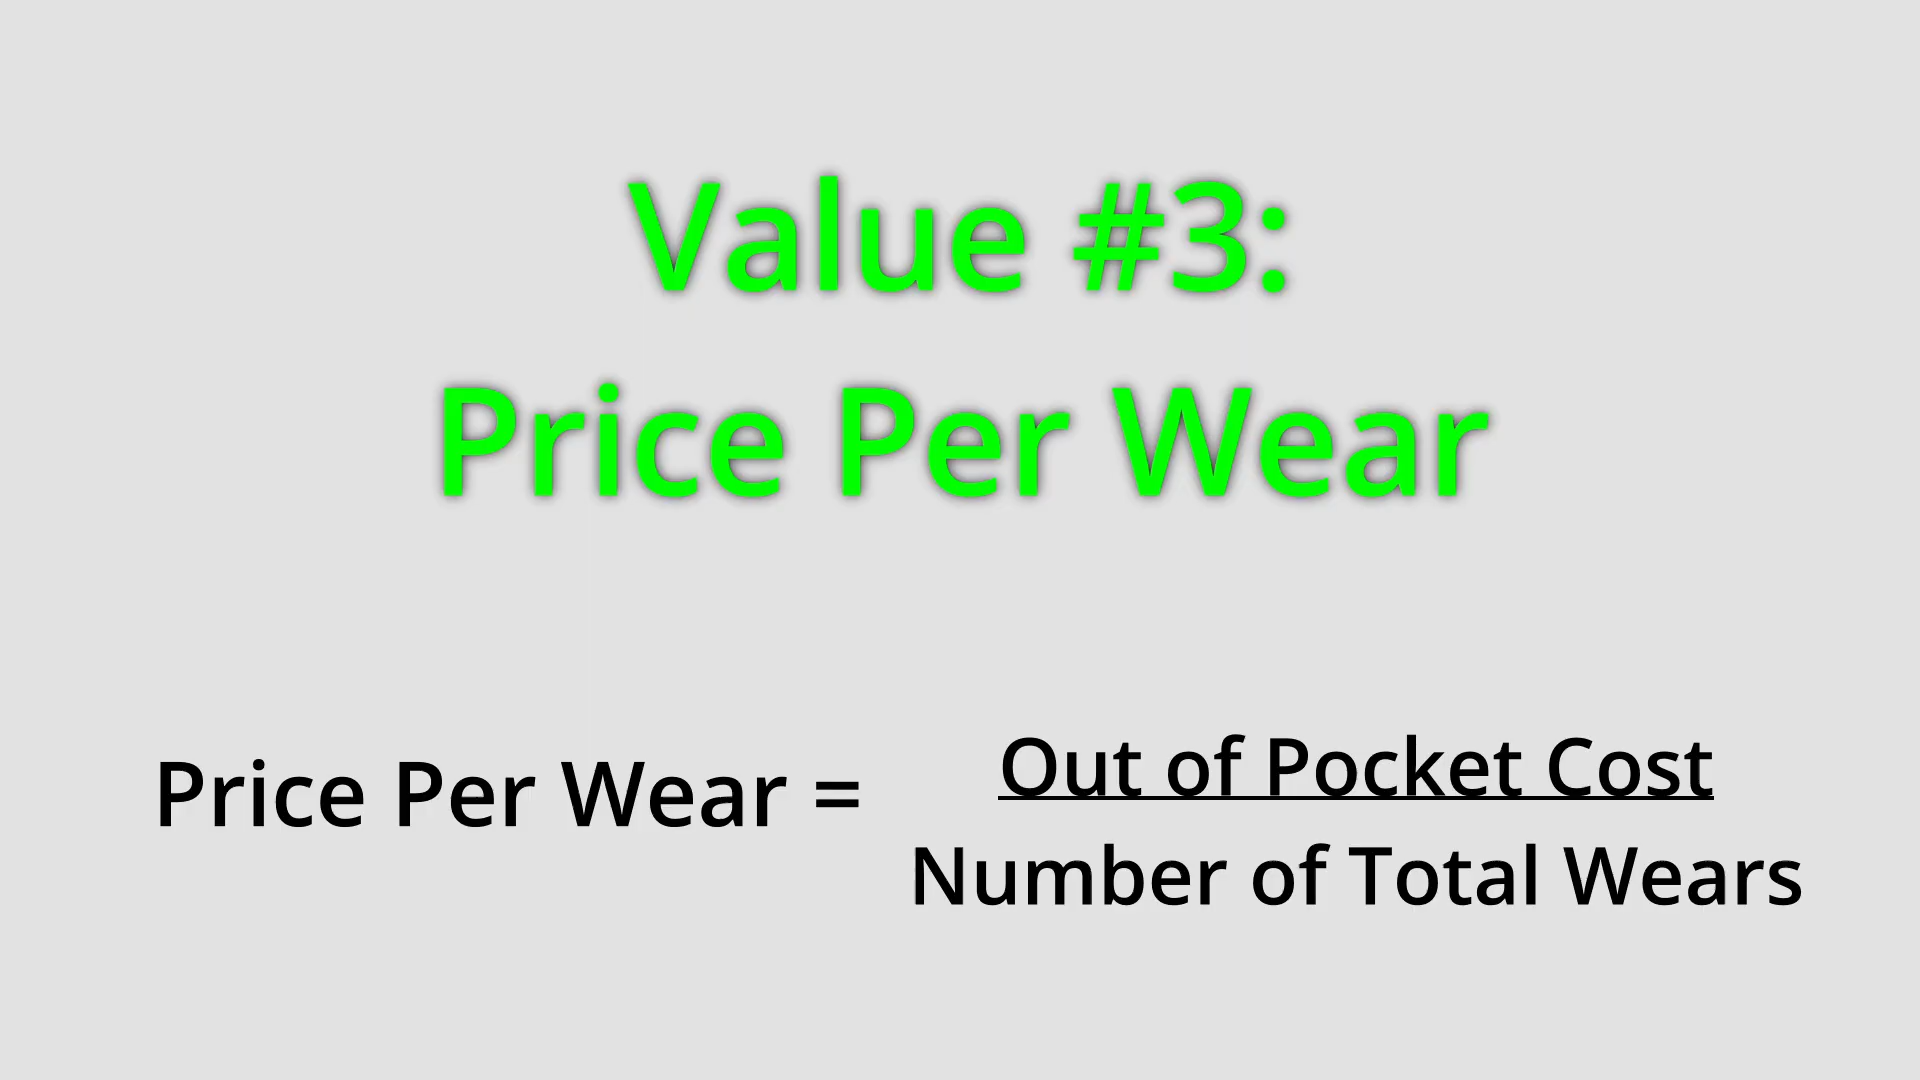 Value #3:
Price Per Wear
Price Per Wear =
Out of Pocket Cost
Number of Total Wears